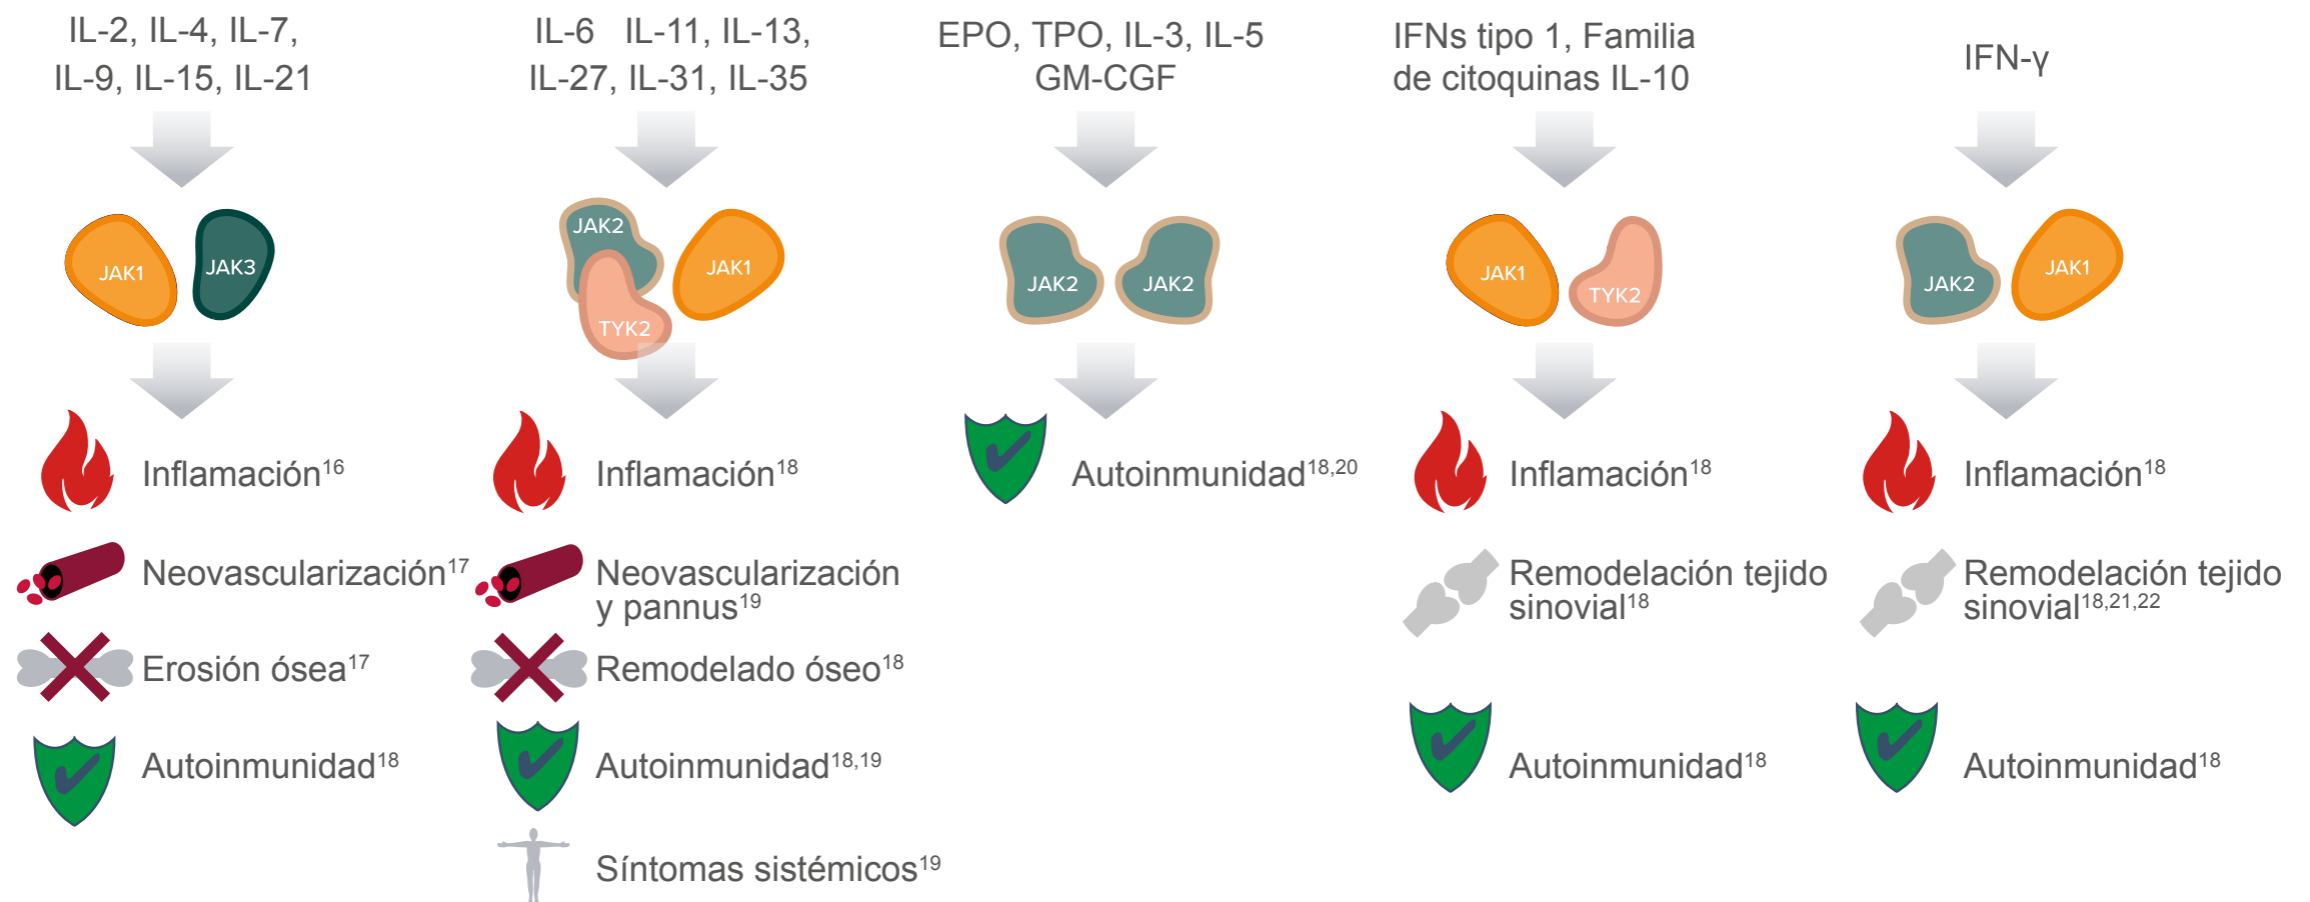 IL-2, IL-4, IL-7,
IL-9, IL-15, IL-21
JAK1
JAK3
Inflamación16
Neovascularización17
Erosión ósea17
Autoinmunidad18
IL-6 IL-11, IL-13,
IL-27, IL-31, IL-35
JAK2
JAK1
TYK2
Inflamación18
Neovascularización
y pannus19
Remodelado óseo18
Autoinmunidad18,19
Síntomas sistémicos19
EPO, TPO, IL-3, IL-5
GM-CGF
JAK2
JAK2
Autoinmunidad18,20
IFNs tipo 1, Familia
de citoquinas IL-10
JAK1
TYK2
Inflamación18
Remodelación tejido
sinovial18
Autoinmunidad18
IFN-γ
JAK2
JAK1
Inflamación18
Remodelación tejido
sinovial18,21,22
Autoinmunidad18